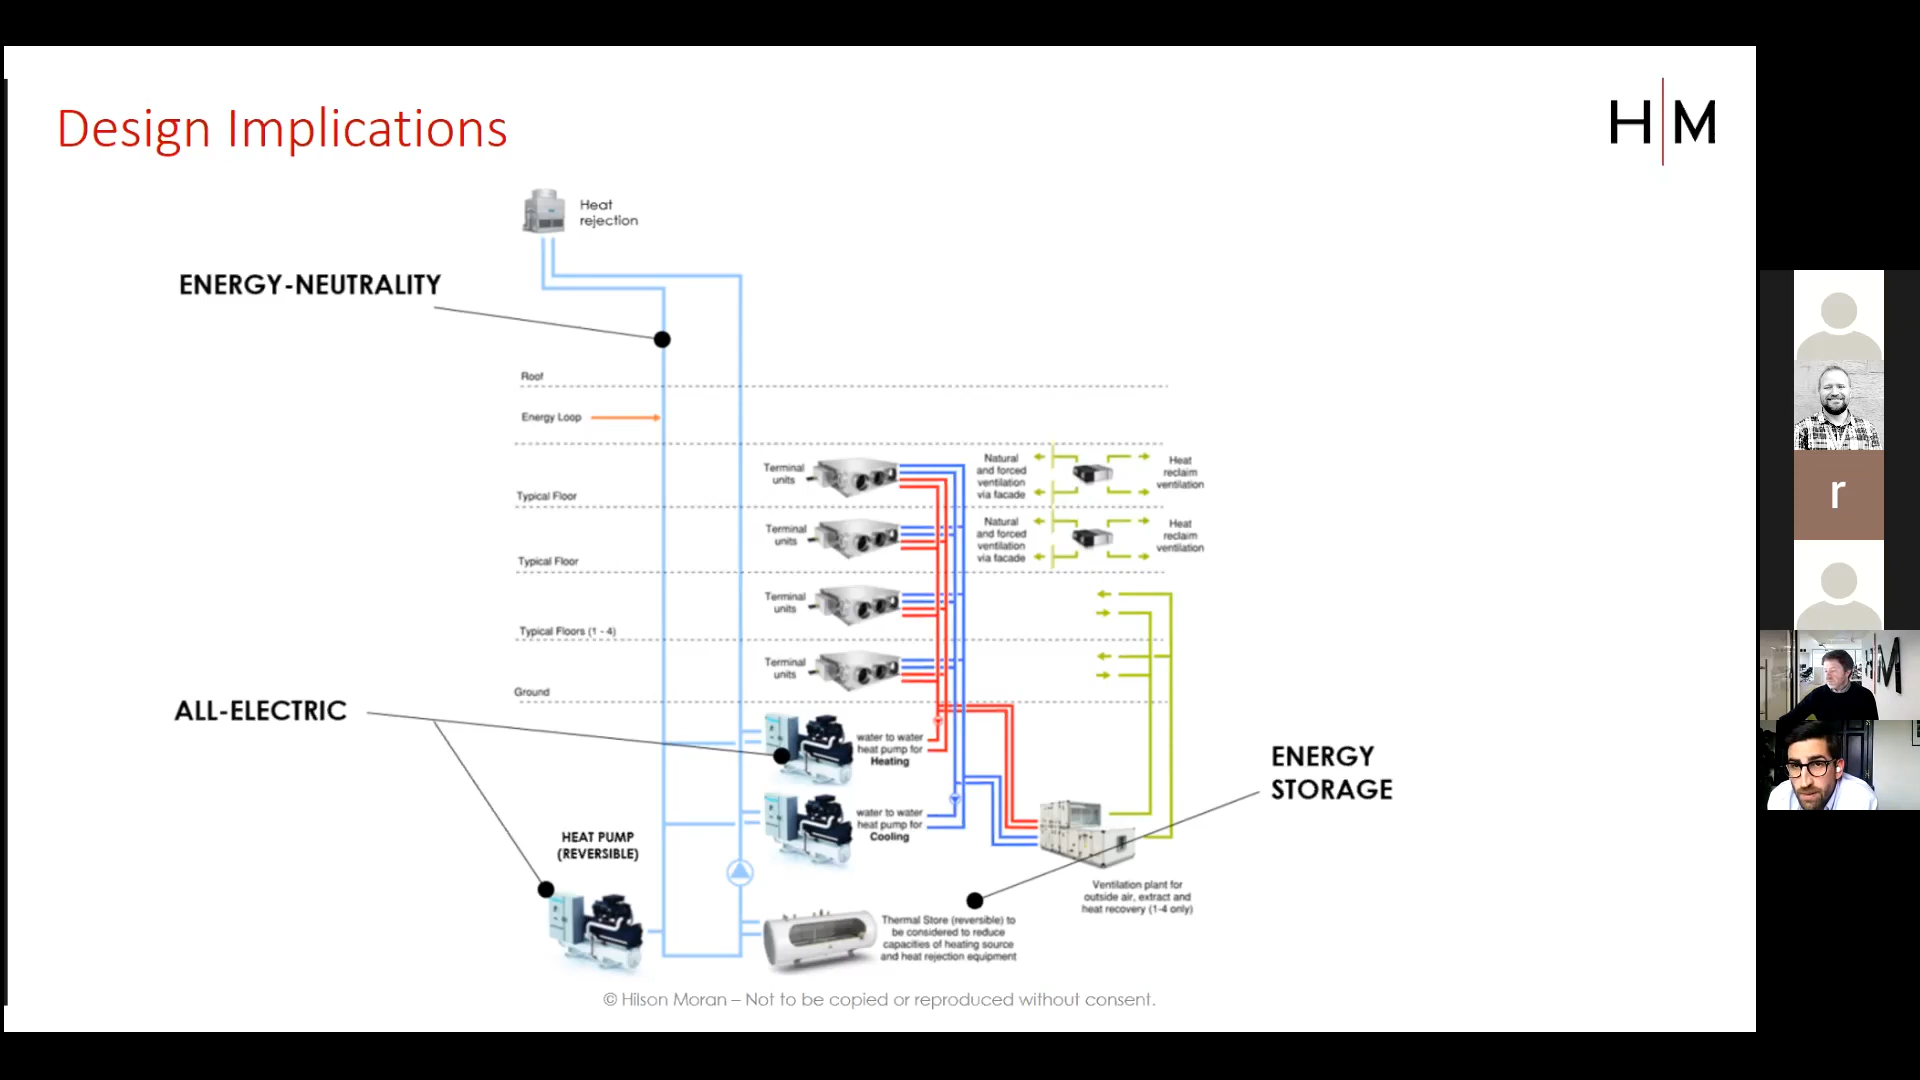 Design Implications
H|M
Heat
rejection
ENERGY-NEUTRALITY
Roof
Energy Loop
Terminal
units
Natural
and forced
ventilation
via facade
Heat
reclaim
ventilation
Typical Floor
Terminal
units
Natural
and forced
ventilation
via facade
Heat
reclaim
ventilation
Typical Floor
Terminal
units
Typical Floors (1 - 4)
Terminal
units
Ground
ALL-ELECTRIC
water to water
heat pump for
Heating
ENERGY
STORAGE
water to water
heat pump for
Cooling
HEAT PUMP
(REVERSIBLE)
Ventilation plant for
outside air, extract and
heat recovery (1-4 only)
Thermal Store (reversible) to
be considered to reduce
capacities of heating source
and heat rejection equipment
© Hilson Moran – Not to be copied or reproduced without consent.
r
M